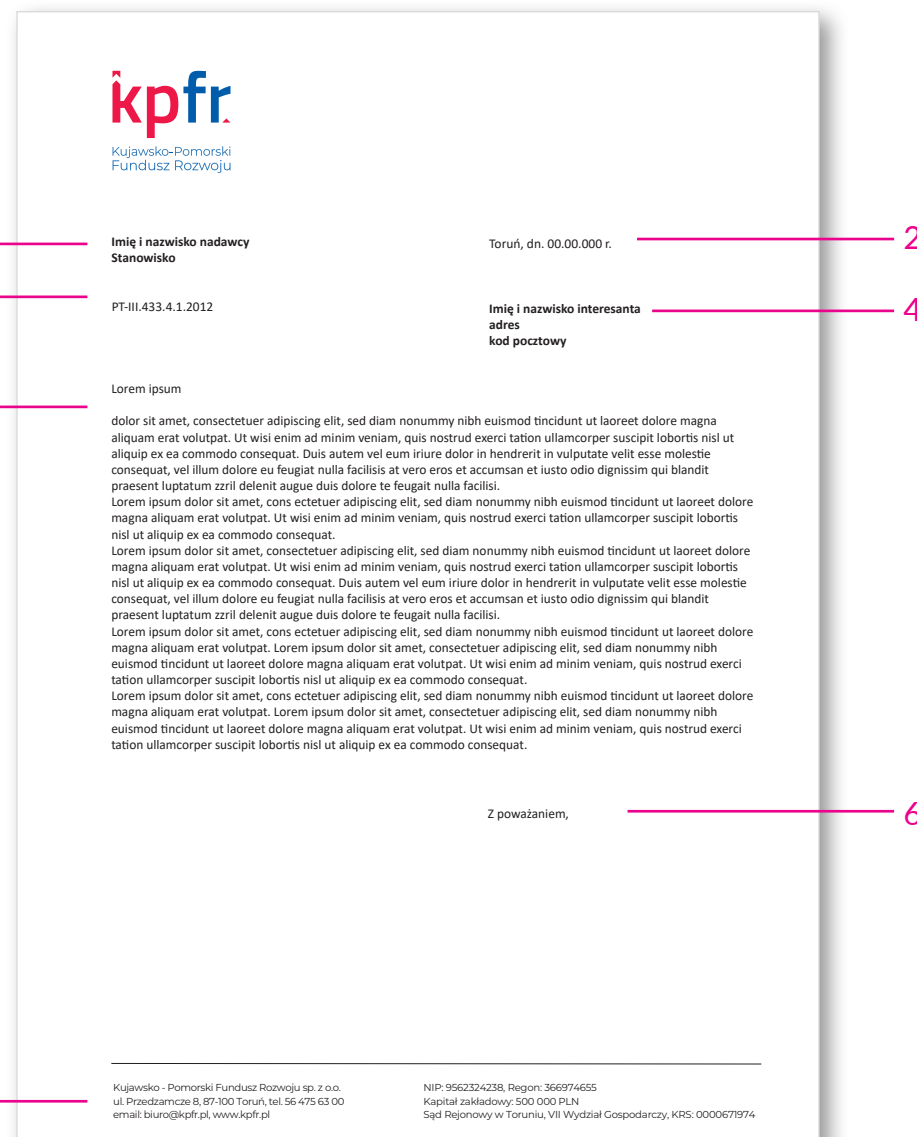 kpfr
Kujawsko-Pomorski
Fundusz Rozwoju
Imię i nazwisko nadawcy
Stanowisko
Toruń, dn. 00.00.000 r.
2
PT-III.433.4.1.2012
Imię i nazwisko interesanta
adres
kod pocztowy
4
Lorem ipsum
dolor sit amet, consectetuer adipiscing elit, sed diam nonummy nibh euismod tincidunt ut laoreet dolore magna
aliquam erat volutpat. Ut wisi enim ad minim veniam, quis nostrud exerci tation ullamcorper suscipit lobortis nisl ut
aliquip ex ea commodo consequat. Duis autem vel eum iriure dolor in hendrerit in vulputate velit esse molestie
consequat, vel illum dolore eu feugiat nulla facilisis at vero eros et accumsan et iusto odio dignissim qui blandit
praesent luptatum zzril delenit augue duis dolore te feugait nulla facilisi.
Lorem ipsum dolor sit amet, cons ectetuer adipiscing elit, sed diam nonummy nibh euismod tincidunt ut laoreet dolore
magna aliquam erat volutpat. Ut wisi enim ad minim veniam, quis nostrud exerci tation ullamcorper suscipit lobortis
nisl ut aliquip ex ea commodo consequat.
Lorem ipsum dolor sit amet, consectetuer adipiscing elit, sed diam nonummy nibh euismod tincidunt ut laoreet dolore
magna aliquam erat volutpat. Ut wisi enim ad minim veniam, quis nostrud exerci tation ullamcorper suscipit lobortis
nisl ut aliquip ex ea commodo consequat. Duis autem vel eum iriure dolor in hendrerit in vulputate velit esse molestie
consequat, vel illum dolore eu feugiat nulla facilisis at vero eros et accumsan et iusto odio dignissim qui blandit
praesent luptatum zzril delenit augue duis dolore te feugait nulla facilisi.
Lorem ipsum dolor sit amet, cons ectetuer adipiscing elit, sed diam nonummy nibh euismod tincidunt ut laoreet dolore
magna aliquam erat volutpat. Lorem ipsum dolor sit amet, consectetuer adipiscing elit, sed diam nonummy nibh
euismod tincidunt ut laoreet dolore magna aliquam erat volutpat. Ut wisi enim ad minim veniam, quis nostrud exerci
tation ullamcorper suscipit lobortis nisl ut aliquip ex ea commodo consequat.
Lorem ipsum dolor sit amet, cons ectetuer adipiscing elit, sed diam nonummy nibh euismod tincidunt ut laoreet dolore
magna aliquam erat volutpat. Lorem ipsum dolor sit amet, consectetuer adipiscing elit, sed diam nonummy nibh
euismod tincidunt ut laoreet dolore magna aliquam erat volutpat. Ut wisi enim ad minim veniam, quis nostrud exerci
tation ullamcorper suscipit lobortis nisl ut aliquip ex ea commodo consequat.
Z poważaniem,
6
Kujawsko - Pomorski Fundusz Rozwoju sp. z o.o.
ul. Przedzamcze 8, 87-100 Toruń, tel. 56 475 63 00
email: biuro@kpfr.pl, www.kpfr.pl
NIP: 9562324238, Regon: 366974655
Kapitał zakładowy: 500 000 PLN
Sąd Rejonowy w Toruniu, VII Wydział Gospodarczy, KRS: 0000671974